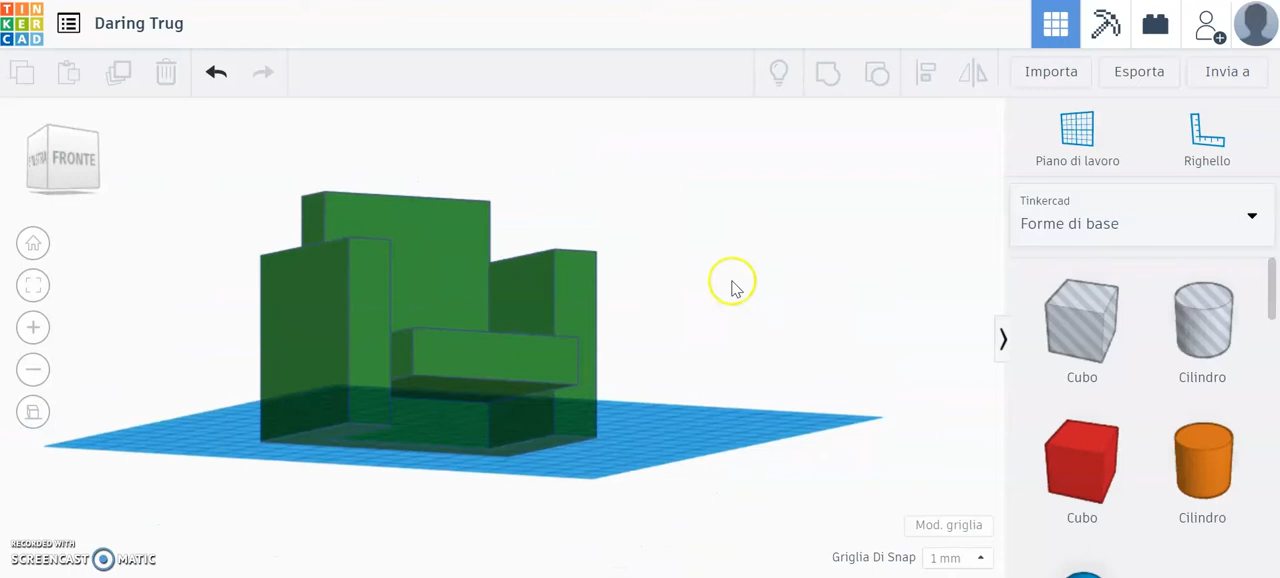 TIN
KER
CAD
Daring Trug
Importa
Esporta
Invia a
FRONTE
Piano di lavoro
Righello
Tinkercad
Forme di base
Cubo
Cilindro
Cubo
Cilindro
Mod. griglia
Griglia Di Snap
1 mm
RECORDED WITH
SCREENCAST MATIC